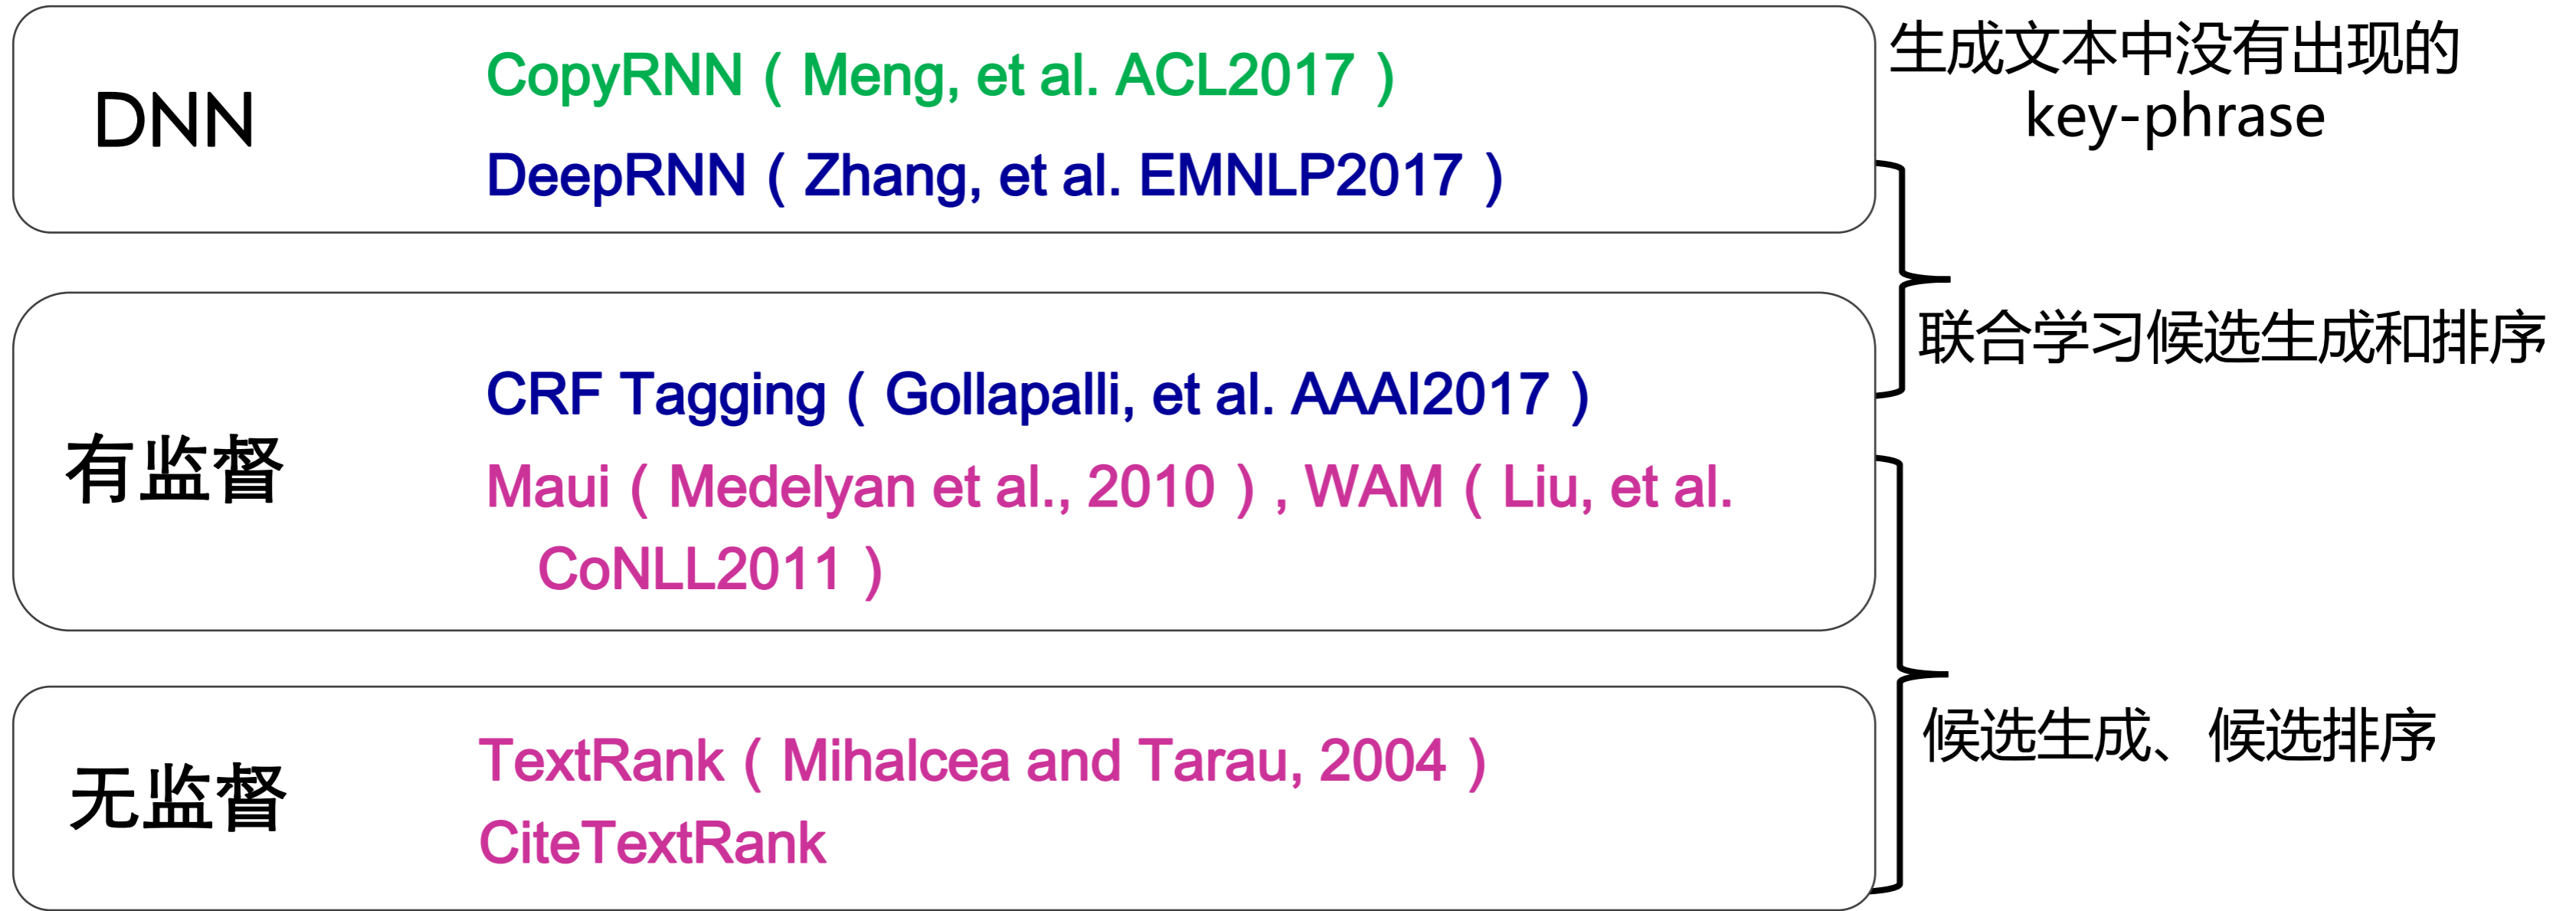 DNN
CopyRNN（Meng, et al. ACL2017）
DeepRNN（Zhang, et al. EMNLP2017）
生成文本中没有出现的
key-phrase
联合学习候选生成和排序
有监督
CRF Tagging（Gollapalli, et al. AAAI2017）
Maui（Medelyan et al., 2010）, WAM（Liu, et al.
CoNLL2011）
候选生成、候选排序
无监督
TextRank（Mihalcea and Tarau, 2004）
CiteTextRank